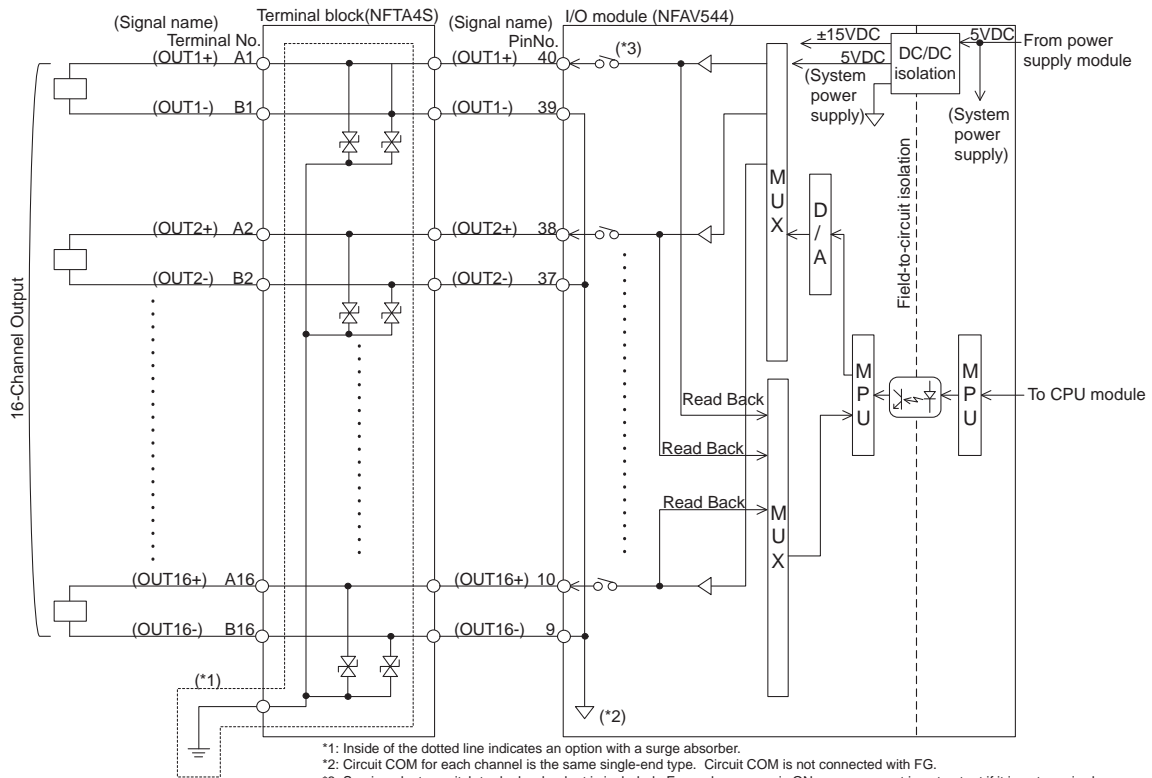 (Signal name)
Terminal No.
Terminal block(NFTA4S)
(Signal name)
PinNo.
I/O module (NFAV544)
(OUT1+) A1
(OUT1+) 40
(*3)
±15VDC
5VDC
(System
power
supply)
DC/DC
isolation
5VDC
From power
supply module
(System
power
supply)
(OUT1-) B1
(OUT1-) 39
MUX
D/A
Field-to-circuit isolation
(OUT2+) A2
(OUT2+) 38
(OUT2-) B2
(OUT2-) 37
16-Channel Output
MPU
MPU
To CPU module
Read Back
Read Back
Read Back
MUX
(OUT16+) A16
(OUT16+) 10
(OUT16-) B16
(OUT16-) 9
(*1)
(*2)
*1: Inside of the dotted line indicates an option with a surge absorber.
*2: Circuit COM for each channel is the same single-end type. Circuit COM is not connected with FG.